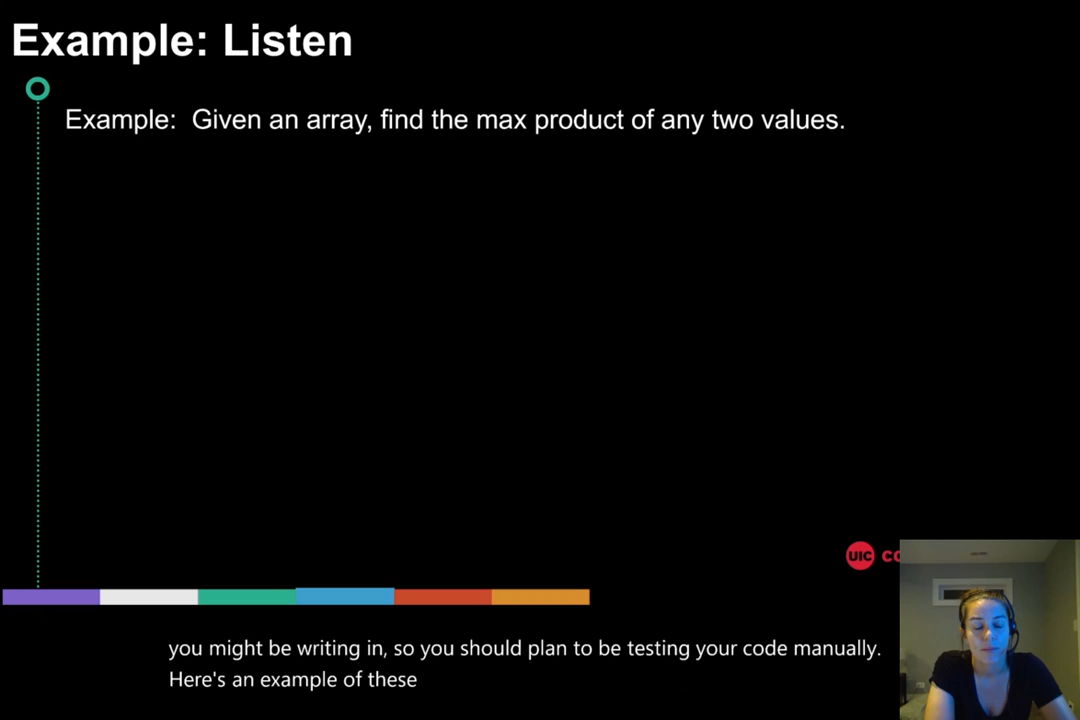 Example: Listen
Example:  Given an array, find the max product of any two values.
UIC
you might be writing in, so you should plan to be testing your code manually.
Here's an example of these